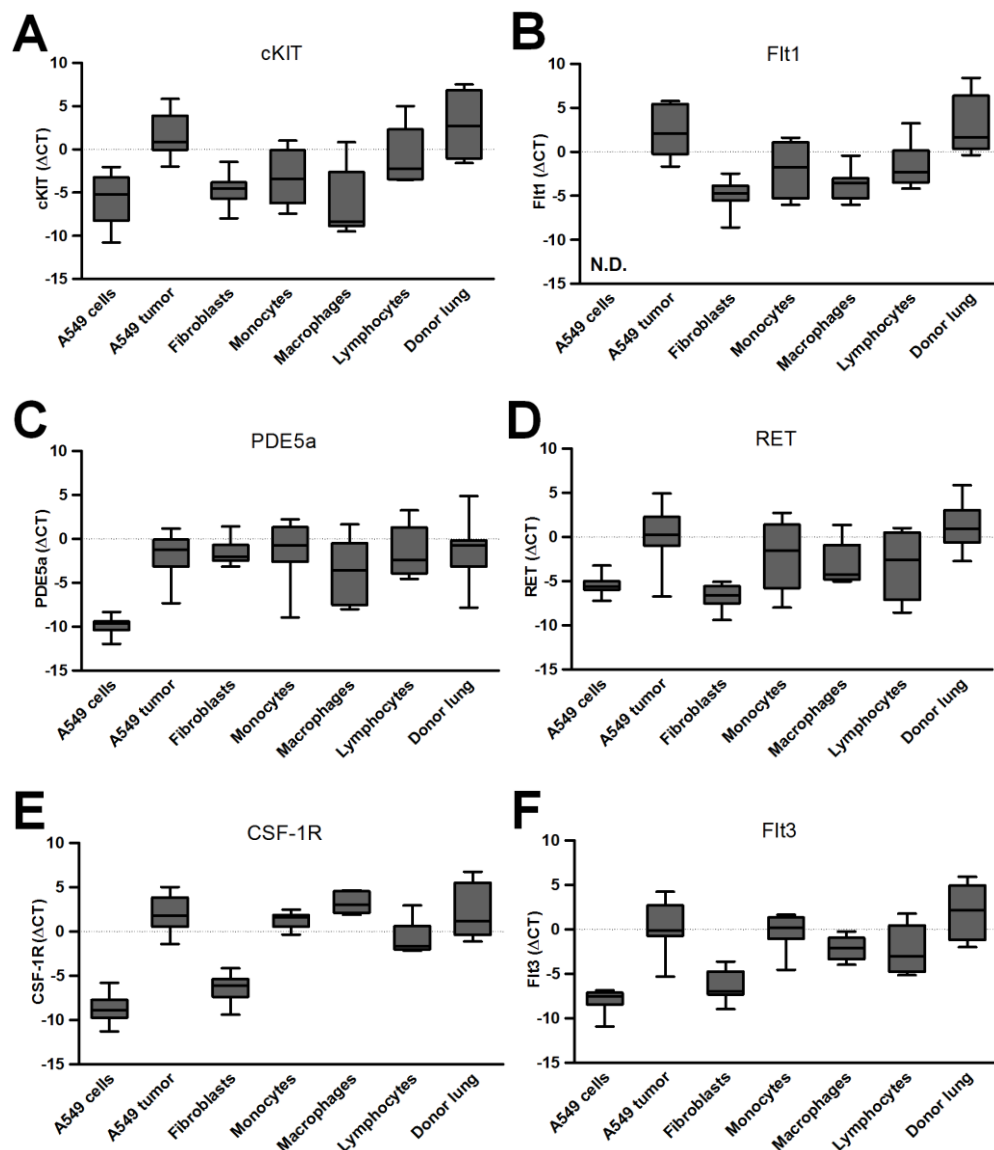 A
cKIT
cKIT (ΔCT)
10
5
0
-5
-10
-15
A549 cells
A549 tumor
Fibroblasts
Monocytes
Macrophages
Lymphocytes
Donor lung
B
Flt1
Flt1 (ΔCT)
10
5
0
-5
-10
-15
N.D.
A549 cells
A549 tumor
Fibroblasts
Monocytes
Macrophages
Lymphocytes
Donor lung
C
PDE5a
PDE5a (ΔCT)
10
5
0
-5
-10
-15
A549 cells
A549 tumor
Fibroblasts
Monocytes
Macrophages
Lymphocytes
Donor lung
D
RET
RET (ΔCT)
10
5
0
-5
-10
-15
A549 cells
A549 tumor
Fibroblasts
Monocytes
Macrophages
Lymphocytes
Donor lung
E
CSF-1R
CSF-1R (ΔCT)
10
5
0
-5
-10
-15
A549 cells
A549 tumor
Fibroblasts
Monocytes
Macrophages
Lymphocytes
Donor lung
F
Flt3
Flt3 (ΔCT)
10
5
0
-5
-10
-15
A549 cells
A549 tumor
Fibroblasts
Monocytes
Macrophages
Lymphocytes
Donor lung